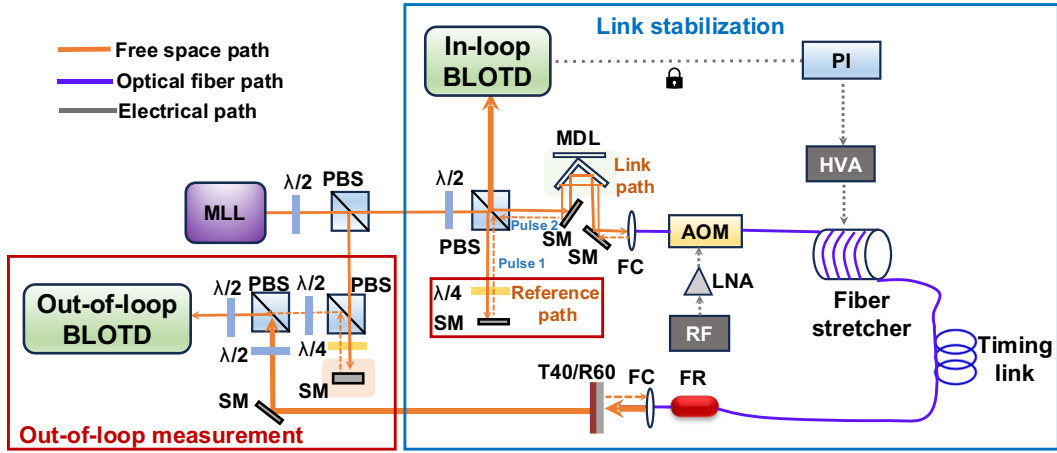 Free space path
Optical fiber path
Electrical path
Link stabilization
In-loop
BLOTD
PI
HVA
MDL
Link
path
λ/2
PBS
MLL
λ/2
PBS
Pulse 2
SM
SM
FC
AOM
LNA
RF
Fiber
stretcher
Timing
link
Pulse 1
λ/4
SM
Reference
path
Out-of-loop
BLOTD
λ/2
PBS
λ/2
PBS
λ/2
λ/4
SM
SM
T40/R60
FC
FR
Out-of-loop measurement